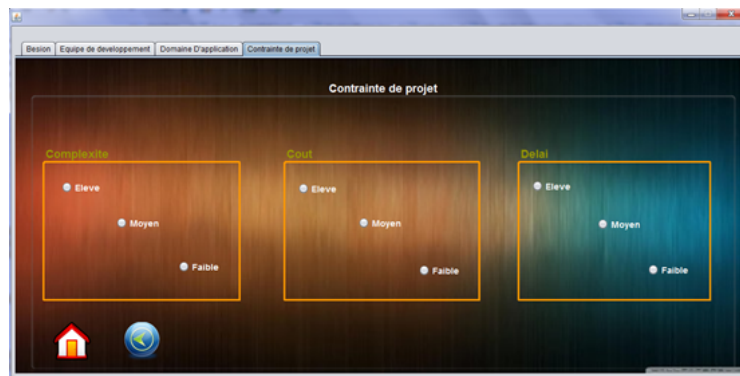 Besion Equipe de developpement Domaine D'application Contrainte de projet
Contrainte de projet
Complexite Cout Delai
Eleve Eleve Eleve
Moyen Moyen Moyen
Faible Faible Faible